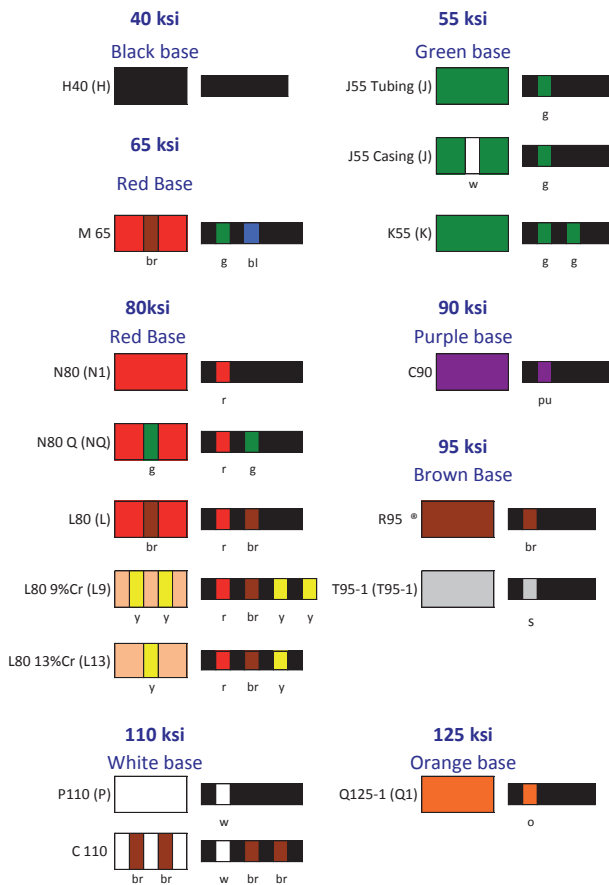 40 ksi
Black base
H40 (H)
65 ksi
Red Base
M 65
br
g bl
80ksi
Red Base
N80 (N1)
r
N80 Q (NQ)
g
r g
L80 (L)
br
r br
L80 9%Cr (L9)
y y
r br y y
L80 13%Cr (L13)
y
r br y
110 ksi
White base
P110 (P)
w
C 110
br br
w br br
55 ksi
Green base
J55 Tubing (J)
g
J55 Casing (J)
w
g
K55 (K)
g g
90 ksi
Purple base
C90
pu
95 ksi
Brown Base
R95 ®
br
T95-1 (T95-1)
s
125 ksi
Orange base
Q125-1 (Q1)
o